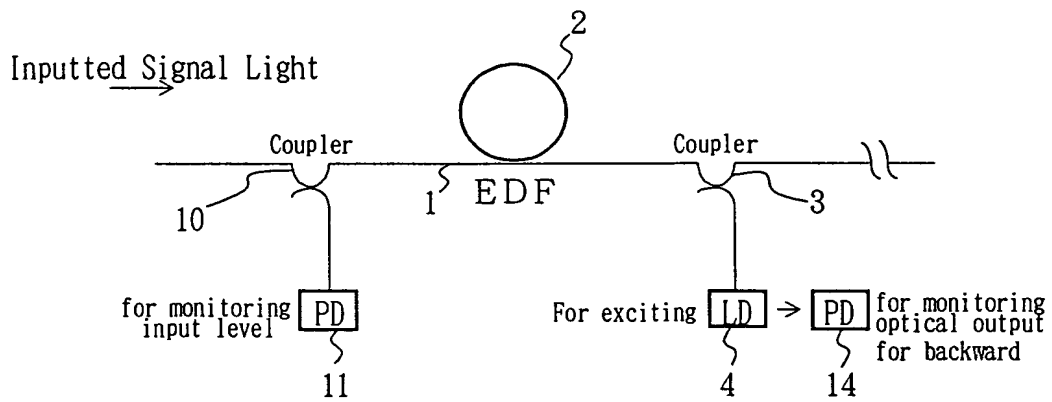 2
Inputted Signal Light
Coupler
Coupler
10
1
EDF
3
for monitoring
input level
PD
For exciting
LD
PD
for monitoring
optical output
for backward
11
4
14